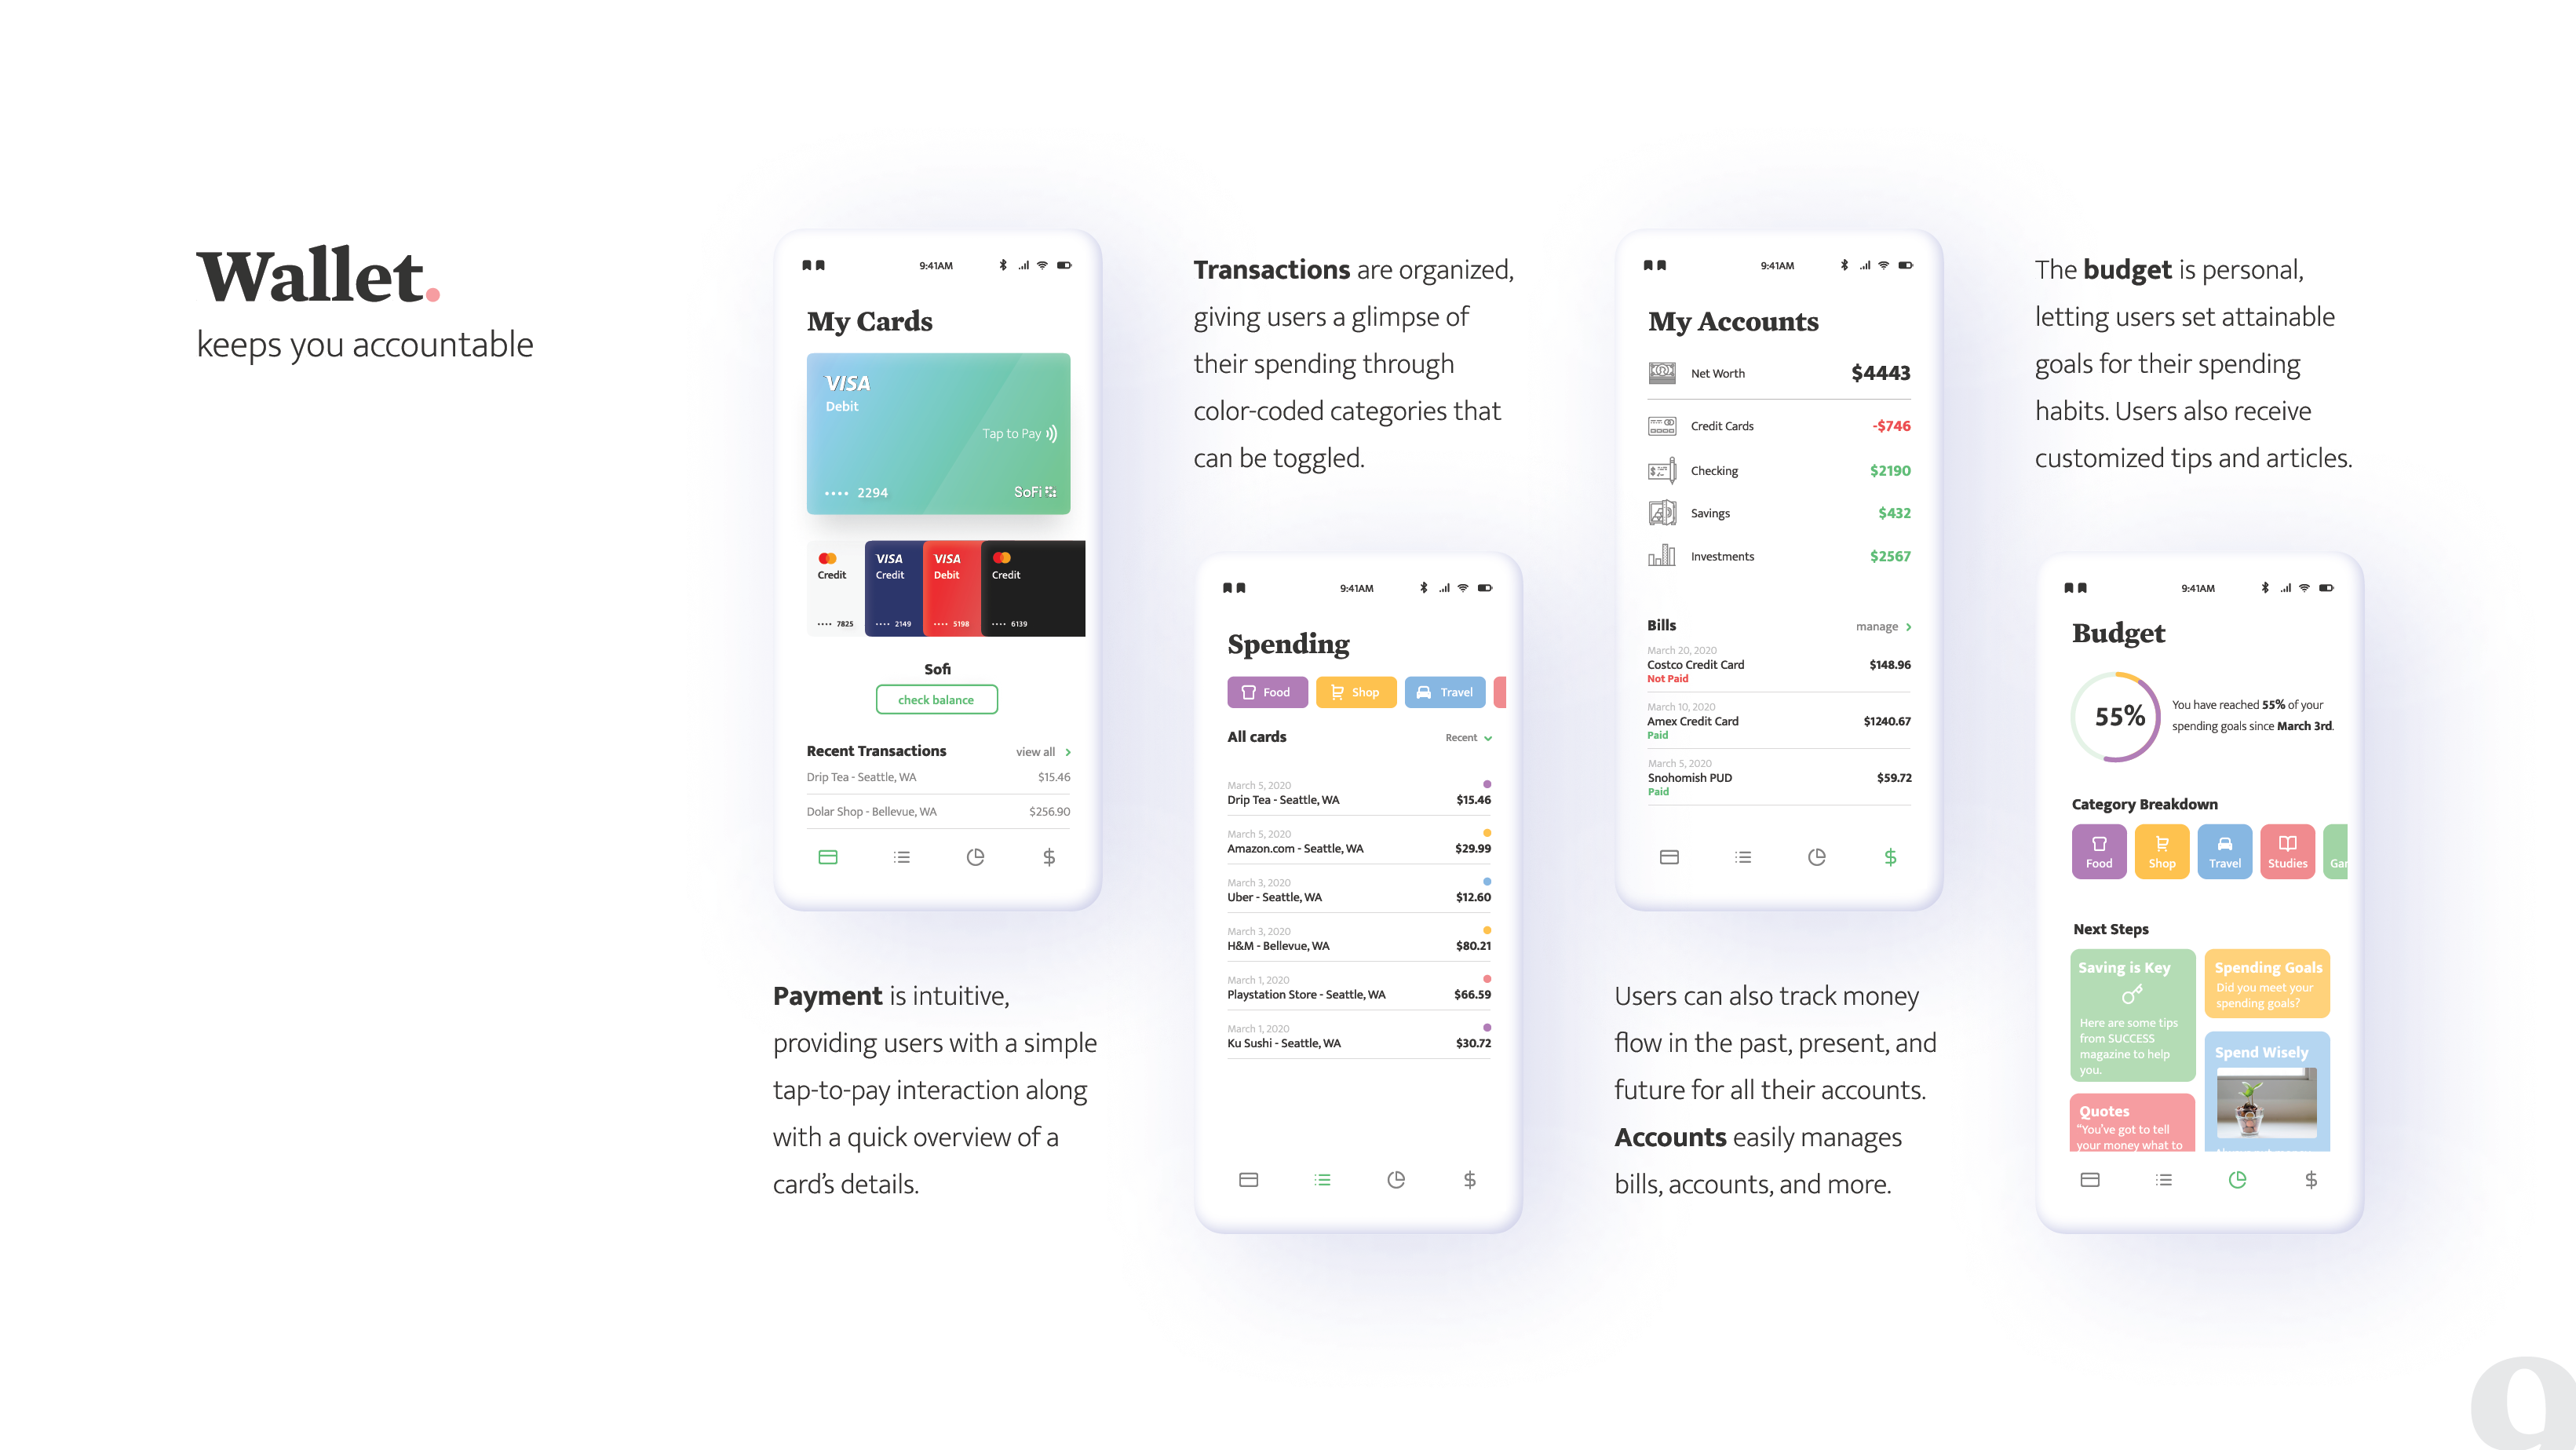 Wallet.
keeps you accountable
9:41AM
My Cards
VISA
Debit
Tap to Pay
•••• 2294
SoFi
Credit
•••• 7825
VISA
Credit
•••• 2149
VISA
Debit
•••• 5198
Credit
•••• 6139
Sofi
check balance
Recent Transactions view all >
Drip Tea - Seattle, WA $15.46
Dolar Shop - Bellevue, WA $256.90
Payment is intuitive,
providing users with a simple
tap-to-pay interaction along
with a quick overview of a
card’s details.
Transactions are organized,
giving users a glimpse of
their spending through
color-coded categories that
can be toggled.
9:41AM
Spending
Food Shop Travel
All cards Recent
March 5, 2020
Drip Tea - Seattle, WA $15.46
March 5, 2020
Amazon.com - Seattle, WA $29.99
March 3, 2020
Uber - Seattle, WA $12.60
March 3, 2020
H&M - Bellevue, WA $80.21
March 1, 2020
Playstation Store - Seattle, WA $66.59
March 1, 2020
Ku Sushi - Seattle, WA $30.72
9:41AM
My Accounts
Net Worth $4443
Credit Cards -$746
Checking $2190
Savings $432
Investments $2567
Bills manage >
March 20, 2020
Costco Credit Card $148.96
Not Paid
March 10, 2020
Amex Credit Card $1240.67
Paid
March 5, 2020
Snohomish PUD $59.72
Paid
Users can also track money
flow in the past, present, and
future for all their accounts.
Accounts easily manages
bills, accounts, and more.
The budget is personal,
letting users set attainable
goals for their spending
habits. Users also receive
customized tips and articles.
9:41AM
Budget
55%
You have reached 55% of your
spending goals since March 3rd.
Category Breakdown
Food Shop Travel Studies Gar
Next Steps
Saving is Key
Here are some tips
from SUCCESS
magazine to help
you.
Quotes
“You’ve got to tell
your money what to
Spending Goals
Did you meet your
spending goals?
Spend Wisely